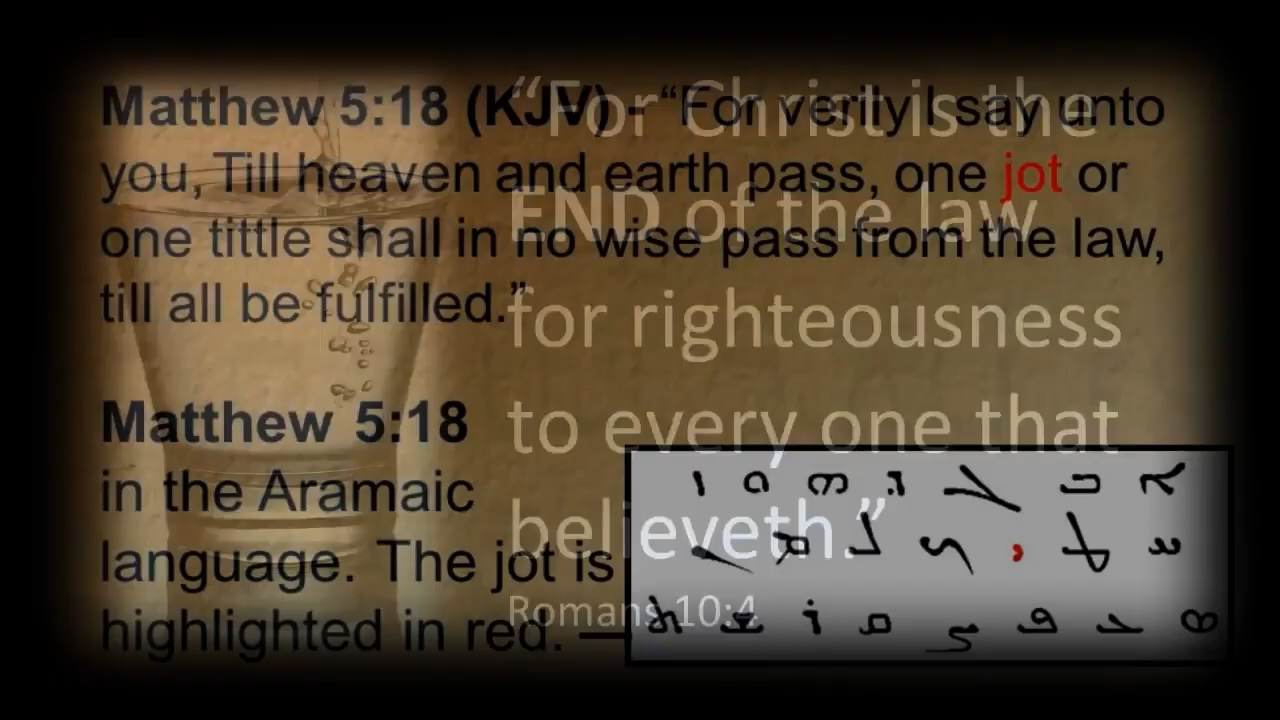 Matthew 5:18 (KJV) - “For verily I say unto
you, Till heaven and earth pass, one jot or
one tittle shall in no wise pass from the law,
till all be fulfilled.”
Matthew 5:18
in the Aramaic
language. The jot is
highlighted in red. —
ܐ ܒ ܓ ܕ ܗ ܘ ܙ
ܚ ܛ ܝ ܟ ܠ ܡ ܢ
ܣ ܥ ܦ ܨ ܩ ܪ ܫ ܬ
“For Christ is the
END of the law
for righteousness
to every one that
believeth.”
Romans 10:4